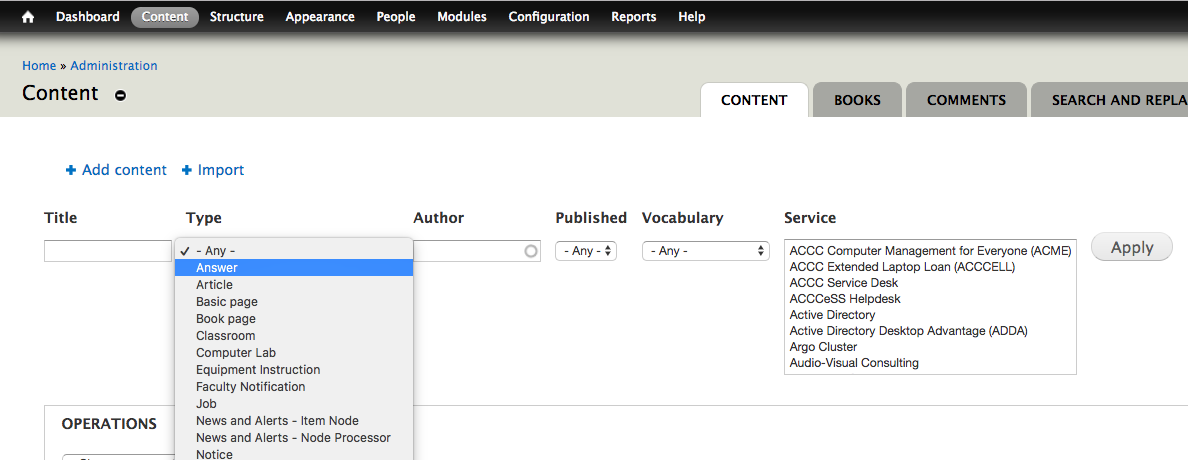 Dashboard Content Structure Appearance People Modules Configuration Reports Help
Home » Administration
Content
CONTENT BOOKS COMMENTS SEARCH AND REPLA
Add content Import
Title Type Author Published Vocabulary Service Apply
- Any -
Answer
Article
Basic page
Book page
Classroom
Computer Lab
Equipment Instruction
Faculty Notification
Job
News and Alerts - Item Node
News and Alerts - Node Processor
Notice
- Any -
- Any -
ACCC Computer Management for Everyone (ACME)
ACCC Extended Laptop Loan (ACCCELL)
ACCC Service Desk
ACCCeSS Helpdesk
Active Directory
Active Directory Desktop Advantage (ADDA)
Argo Cluster
Audio-Visual Consulting
OPERATIONS